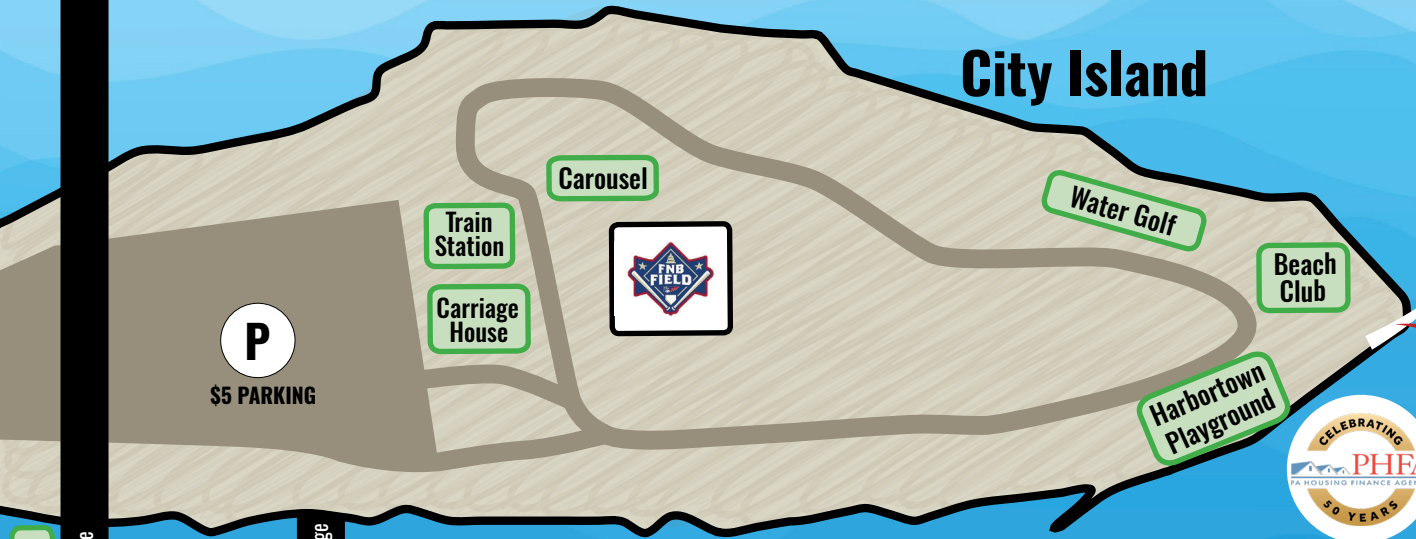 City Island
Carousel
Water Golf
Train
Station
FNB
FIELD
Beach
Club
Carriage
House
P
$5 PARKING
Harbortown
Playground
CELEBRATING
PHFA
PA HOUSING FINANCE
50 YEARS